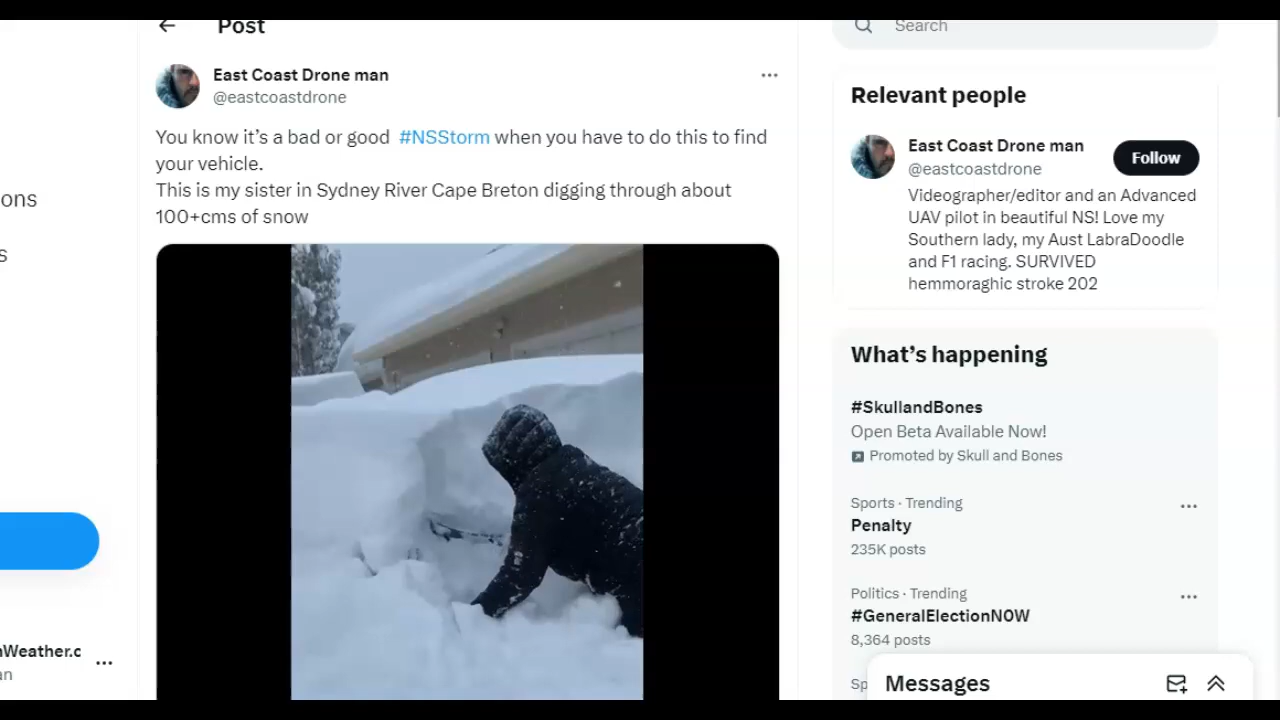 Post
Search
East Coast Drone man
@eastcoastdrone
You know it's a bad or good #NSStorm when you have to do this to find
your vehicle.
This is my sister in Sydney River Cape Breton digging through about
100+cms of snow
Relevant people
East Coast Drone man
@eastcoastdrone
Follow
Videographer/editor and an Advanced
UAV pilot in beautiful NS! Love my
Southern lady, my Aust LabraDoodle
and F1 racing. SURVIVED
hemmoraghic stroke 202
What's happening
#SkullandBones
Open Beta Available Now!
Promoted by Skull and Bones
Sports · Trending
Penalty
235K posts
Politics · Trending
#GeneralElectionN0W
8,364 posts
Sp
Messages
ons
s
nWeather.c
an